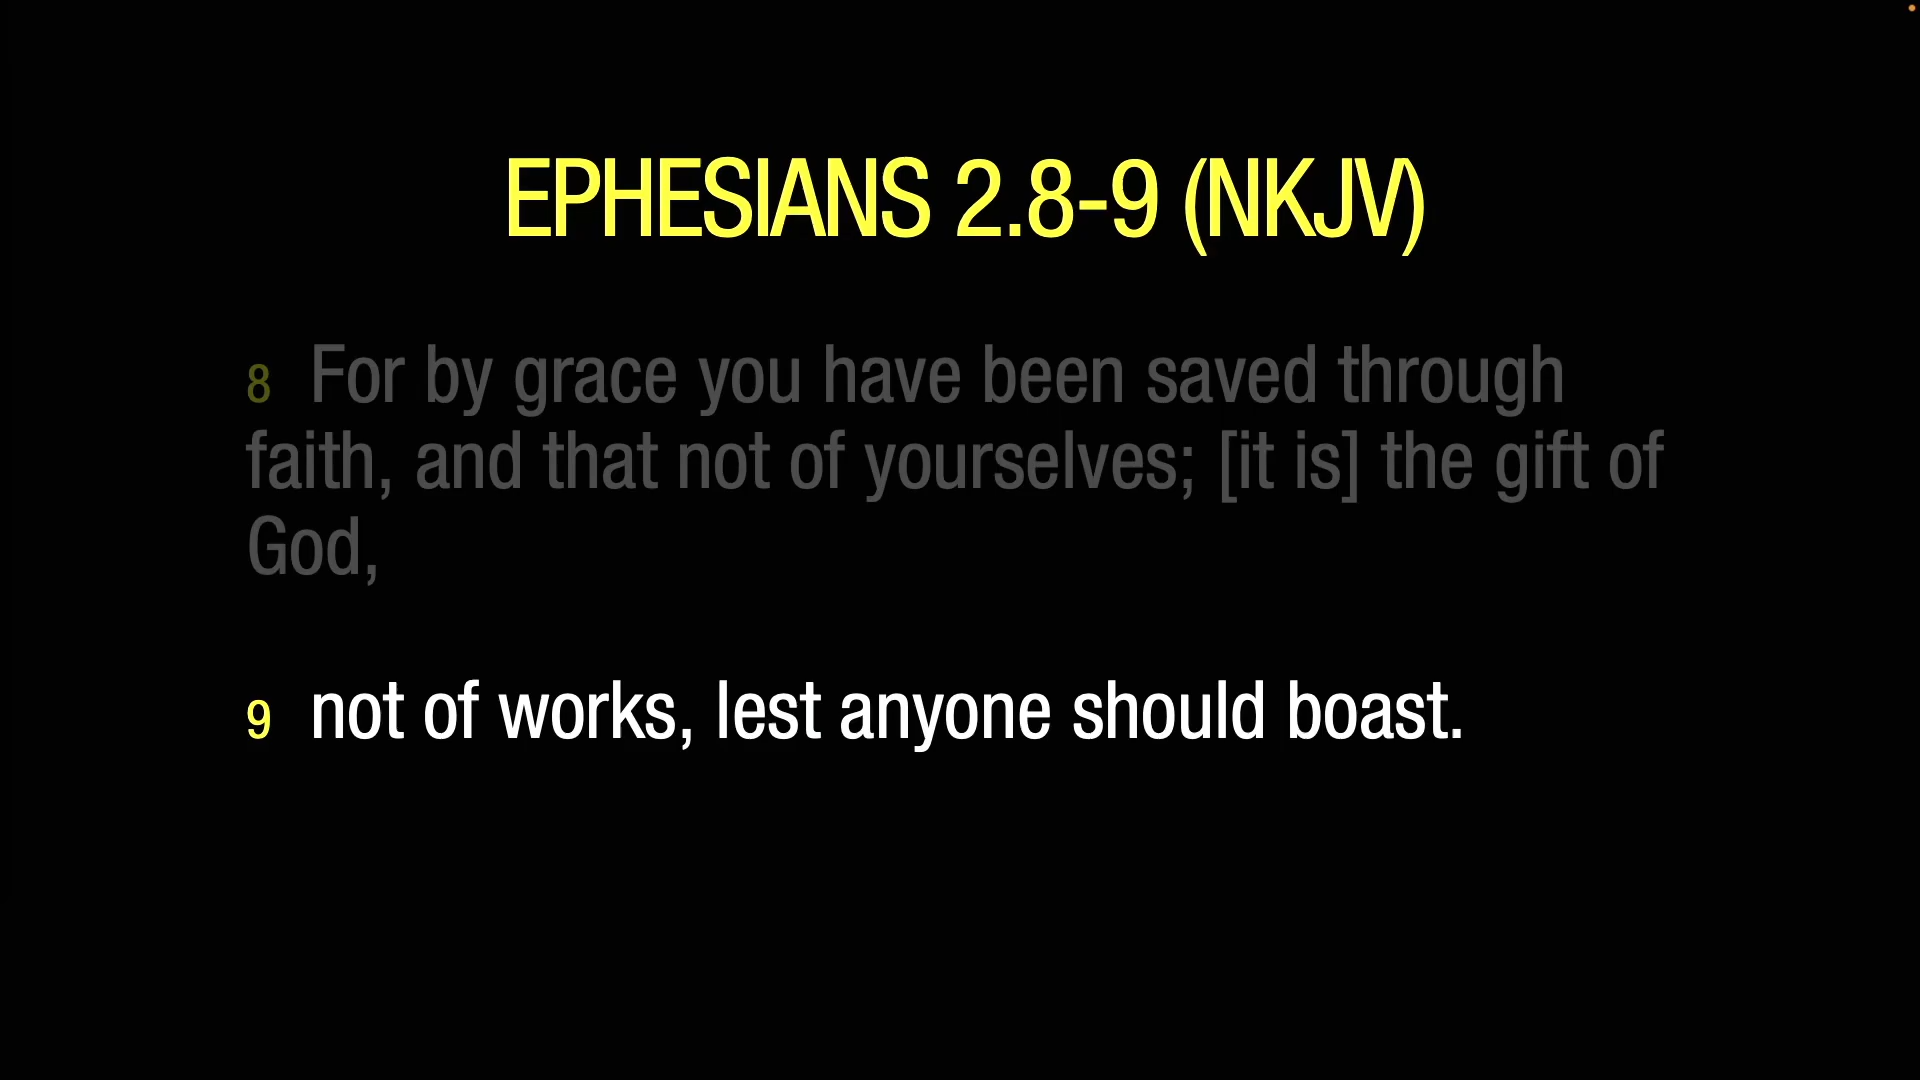 EPHESIANS 2.8-9 (NKJV)
8 For by grace you have been saved through
faith, and that not of yourselves; [it is] the gift of
God,
9 not of works, lest anyone should boast.